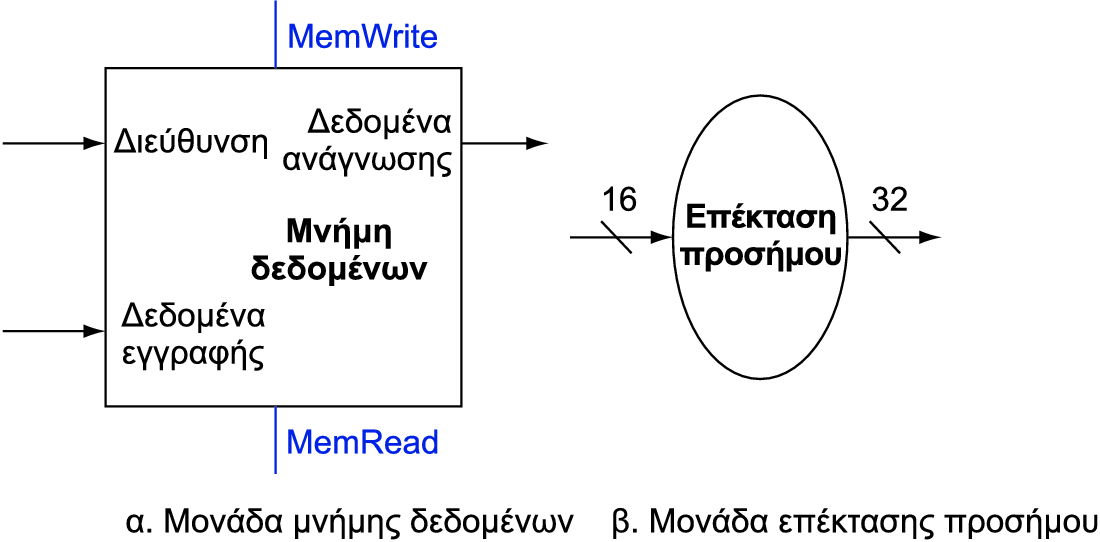 MemWrite
Διεύθυνση
Δεδομένα
ανάγνωσης
Μνήμη
δεδομένων
Δεδομένα
εγγραφής
MemRead
16
Επέκταση
προσήμου
32
α. Μονάδα μνήμης δεδομένων
β. Μονάδα επέκτασης προσήμου